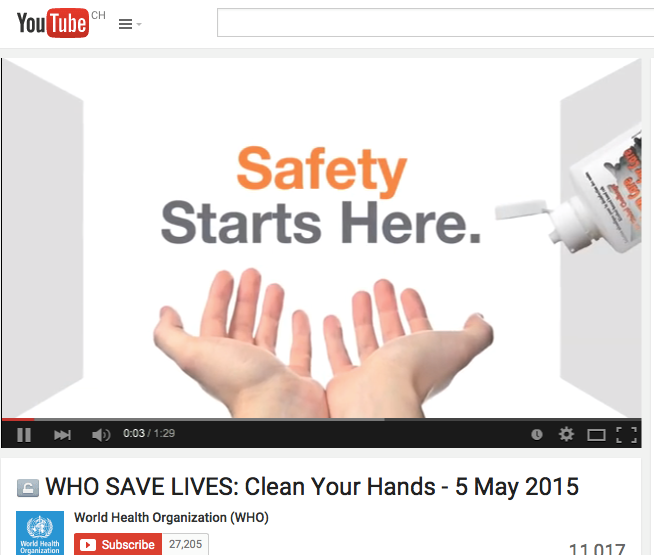 YouTube CH
Safety
Starts Here.
0:03 / 1:29
WHO SAVE LIVES: Clean Your Hands - 5 May 2015
World Health Organization (WHO)
World Health
Organization
Subscribe 27,205
11,017